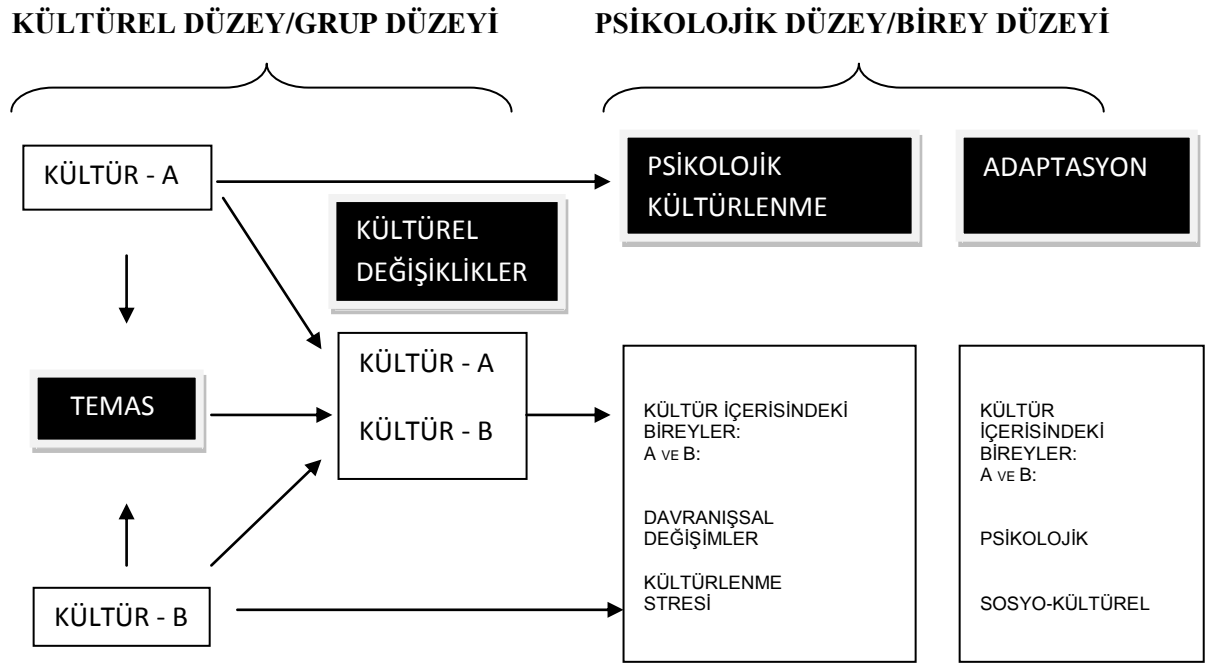 KÜLTÜREL DÜZEY/GRUP DÜZEYİ
PSİKOLOJİK DÜZEY/BİREY DÜZEYİ
KÜLTÜR - A
PSİKOLOJİK
KÜLTÜRLENME
ADAPTASYON
KÜLTÜREL
DEĞİŞİKLİKLER
TEMAS
KÜLTÜR - A
KÜLTÜR - B
KÜLTÜR İÇERİSİNDEKİ
BİREYLER:
A VE B:
DAVRANIŞSAL
DEĞİŞİMLER
KÜLTÜRLENME
STRESİ
KÜLTÜR
İÇERİSİNDEKİ
BİREYLER:
A VE B:
PSİKOLOJİK
SOSYO-KÜLTÜREL
KÜLTÜR - B